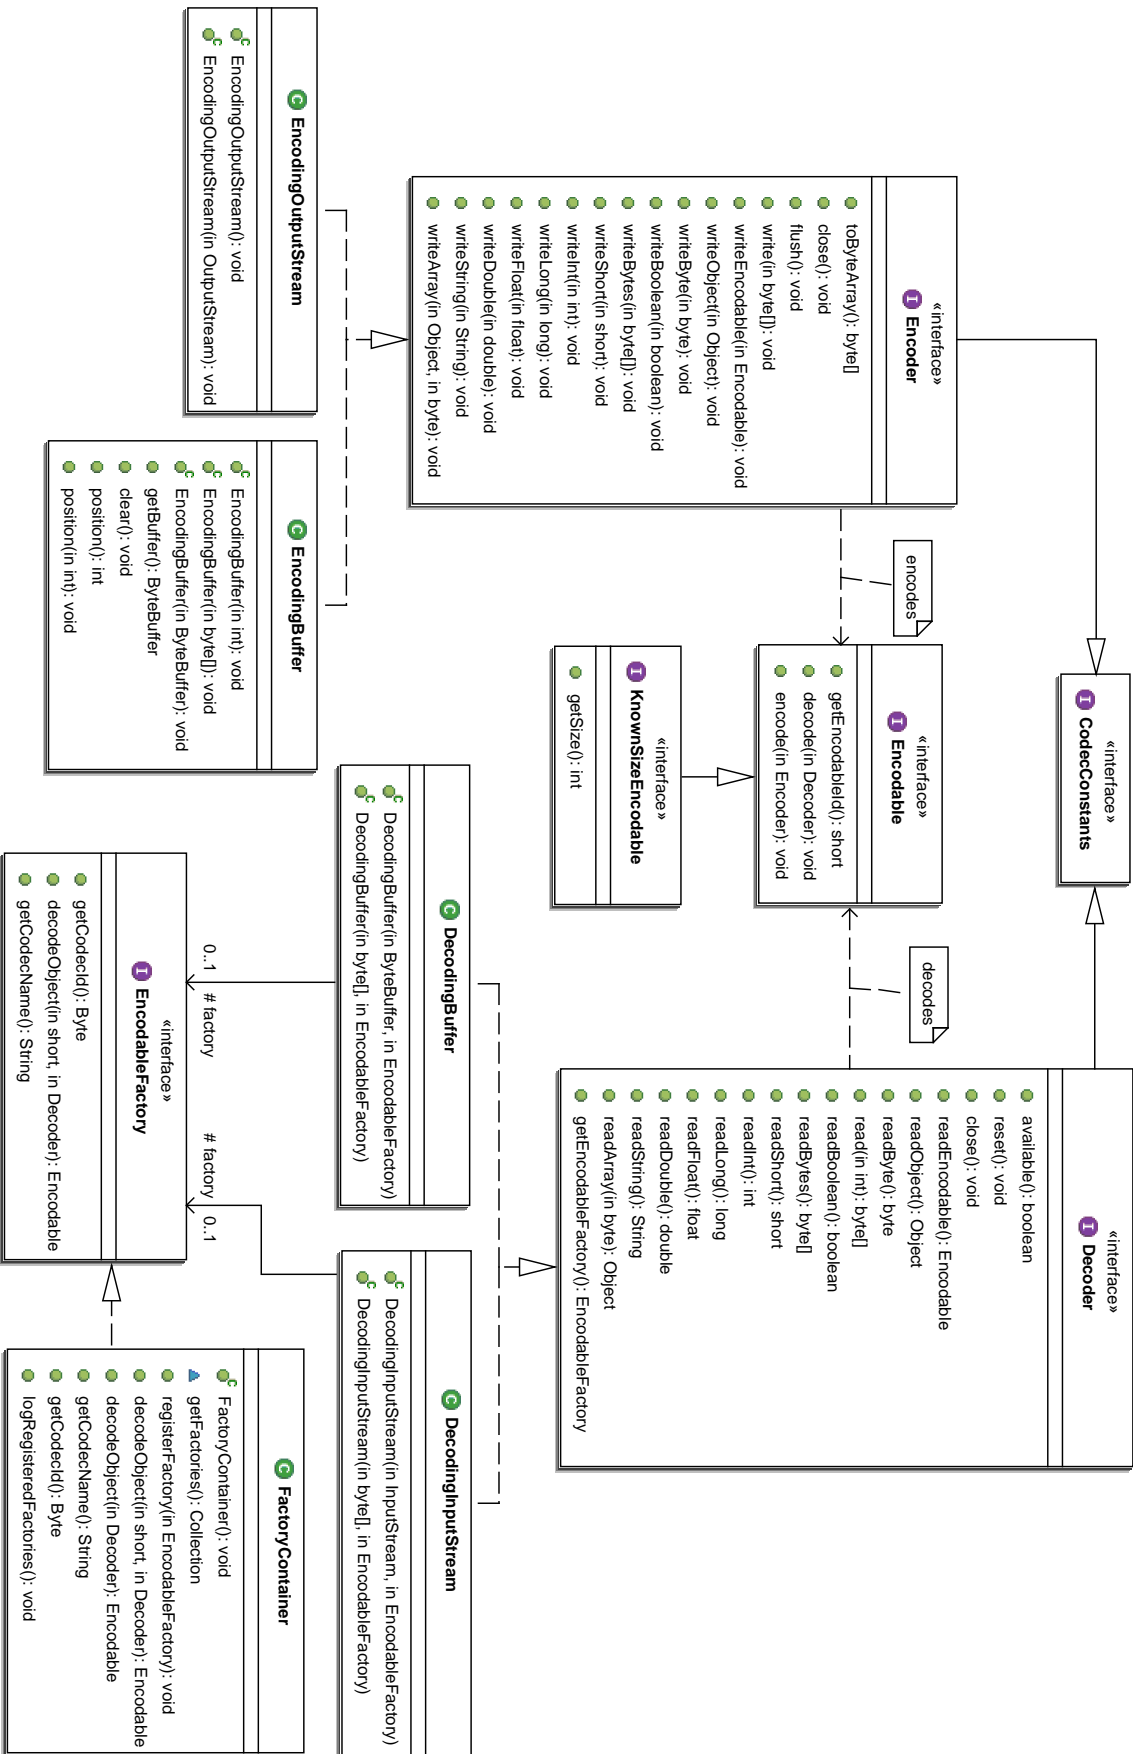 «interface»
CodecConstants
«interface»
Encoder
toByteArray(): byte[]
close(): void
flush(): void
write(in byte[]): void
writeEncodable(in Encodable): void
writeObject(in Object): void
writeByte(in byte): void
writeBoolean(in boolean): void
writeBytes(in byte[]): void
writeShort(in short): void
writeInt(in int): void
writeLong(in long): void
writeFloat(in float): void
writeDouble(in double): void
writeString(in String): void
writeArray(in Object, in byte): void
encodes
«interface»
Encodable
getEncodableId(): short
decode(in Decoder): void
encode(in Encoder): void
decodes
«interface»
Decoder
available(): boolean
reset(): void
close(): void
readEncodable(): Encodable
readObject(): Object
readByte(): byte
read(in int): byte[]
readBoolean(): boolean
readBytes(): byte[]
readShort(): short
readInt(): int
readLong(): long
readFloat(): float
readDouble(): double
readString(): String
readArray(in byte): Object
getEncodableFactory(): EncodableFactory
«interface»
KnownSizeEncodable
getSize(): int
EncodingOutputStream
EncodingOutputStream(): void
EncodingOutputStream(in OutputStream): void
EncodingBuffer
EncodingBuffer(in int): void
EncodingBuffer(in byte[]): void
EncodingBuffer(in ByteBuffer): void
getBuffer(): ByteBuffer
clear(): void
position(): int
position(in int): void
DecodingBuffer
DecodingBuffer(in ByteBuffer, in EncodableFactory)
DecodingBuffer(in byte[], in EncodableFactory)
DecodingInputStream
DecodingInputStream(in InputStream, in EncodableFactory)
DecodingInputStream(in byte[], in EncodableFactory)
0..1
# factory
# factory
0..1
«interface»
EncodableFactory
getCodecId(): Byte
decodeObject(in short, in Decoder): Encodable
getCodecName(): String
FactoryContainer
FactoryContainer(): void
getFactories(): Collection
registerFactory(in EncodableFactory): void
decodeObject(in short, in Decoder): Encodable
decodeObject(in Decoder): Encodable
getCodecName(): String
getCodecId(): Byte
logRegisteredFactories(): void